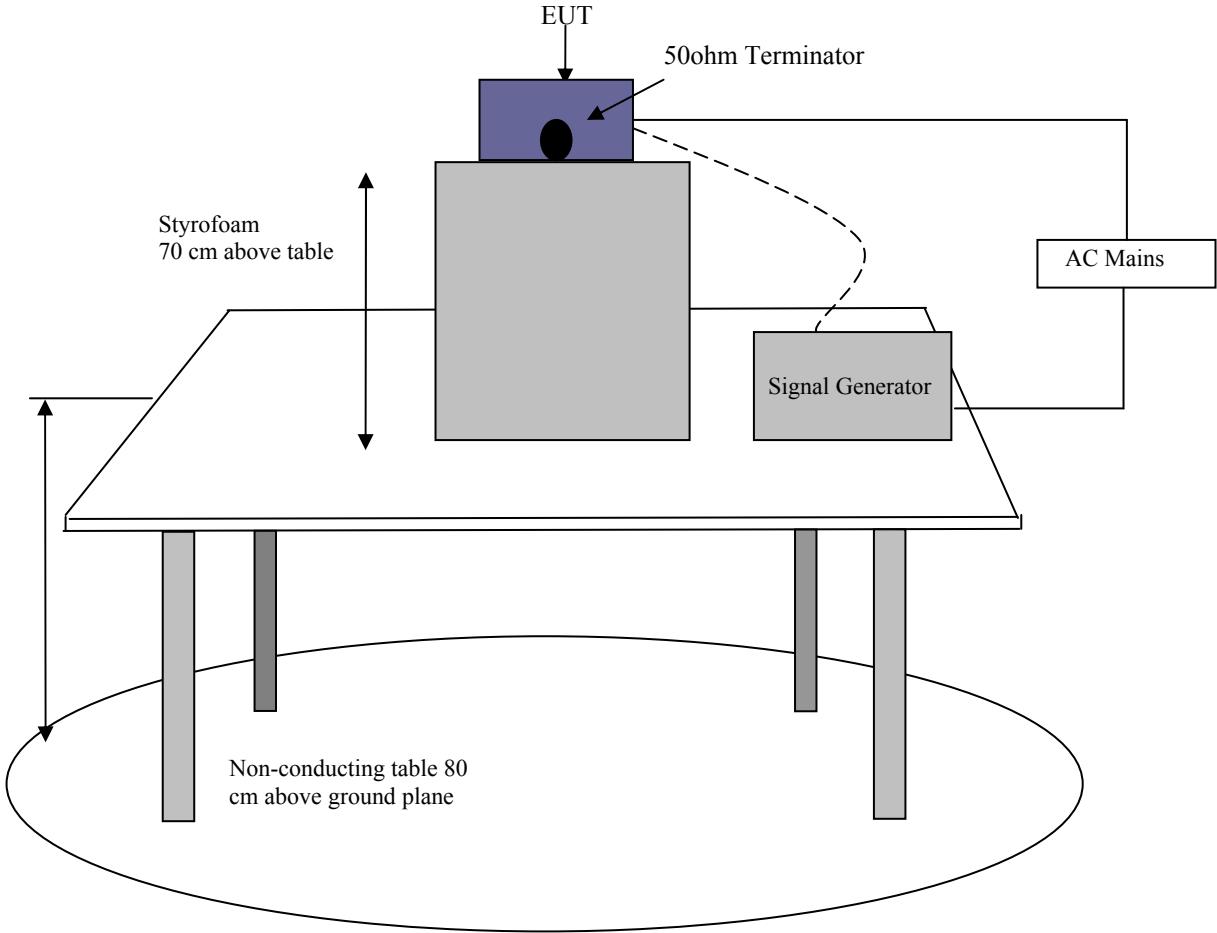 EUT
50ohm Terminator
Styrofoam
70 cm above table
AC Mains
Signal Generator
Non-conducting table 80
cm above ground plane